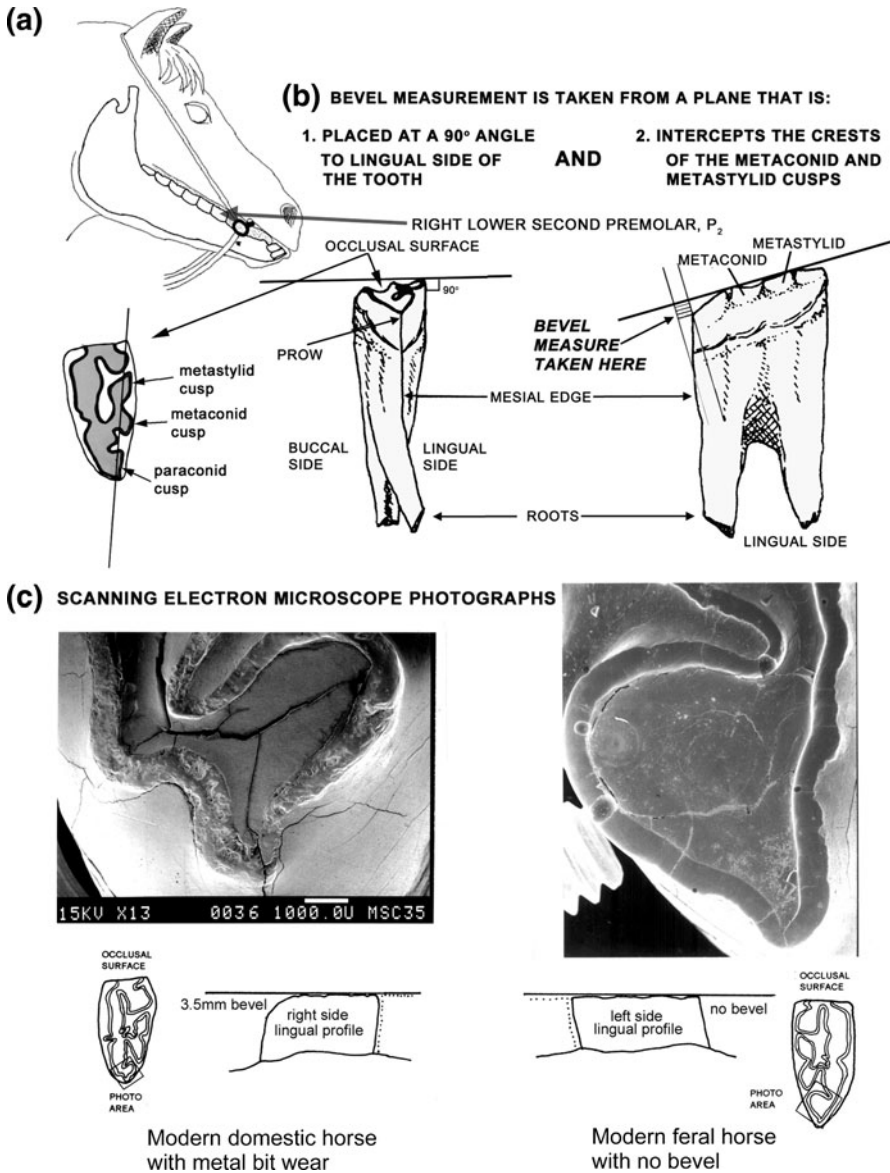 (a)
(b) BEVEL MEASUREMENT IS TAKEN FROM A PLANE THAT IS:
1. PLACED AT A 90° ANGLE
TO LINGUAL SIDE OF
THE TOOTH
AND
2. INTERCEPTS THE CRESTS
OF THE METACONID AND
METASTYLID CUSPS
RIGHT LOWER SECOND PREMOLAR, P2
OCCLUSAL SURFACE
METASTYLID
METACONID
90°
PROW
BEVEL
MEASURE
TAKEN HERE
metastylid
cusp
metaconid
cusp
paraconid
cusp
MESIAL EDGE
BUCCAL
SIDE
LINGUAL
SIDE
ROOTS
LINGUAL SIDE
(c) SCANNING ELECTRON MICROSCOPE PHOTOGRAPHS
15KV X13 0036 1000.0U MSC35
OCCLUSAL
SURFACE
3.5mm bevel
right side
lingual profile
PHOTO
AREA
Modern domestic horse
with metal bit wear
left side
lingual profile
no bevel
OCCLUSAL
SURFACE
PHOTO
AREA
Modern feral horse
with no bevel